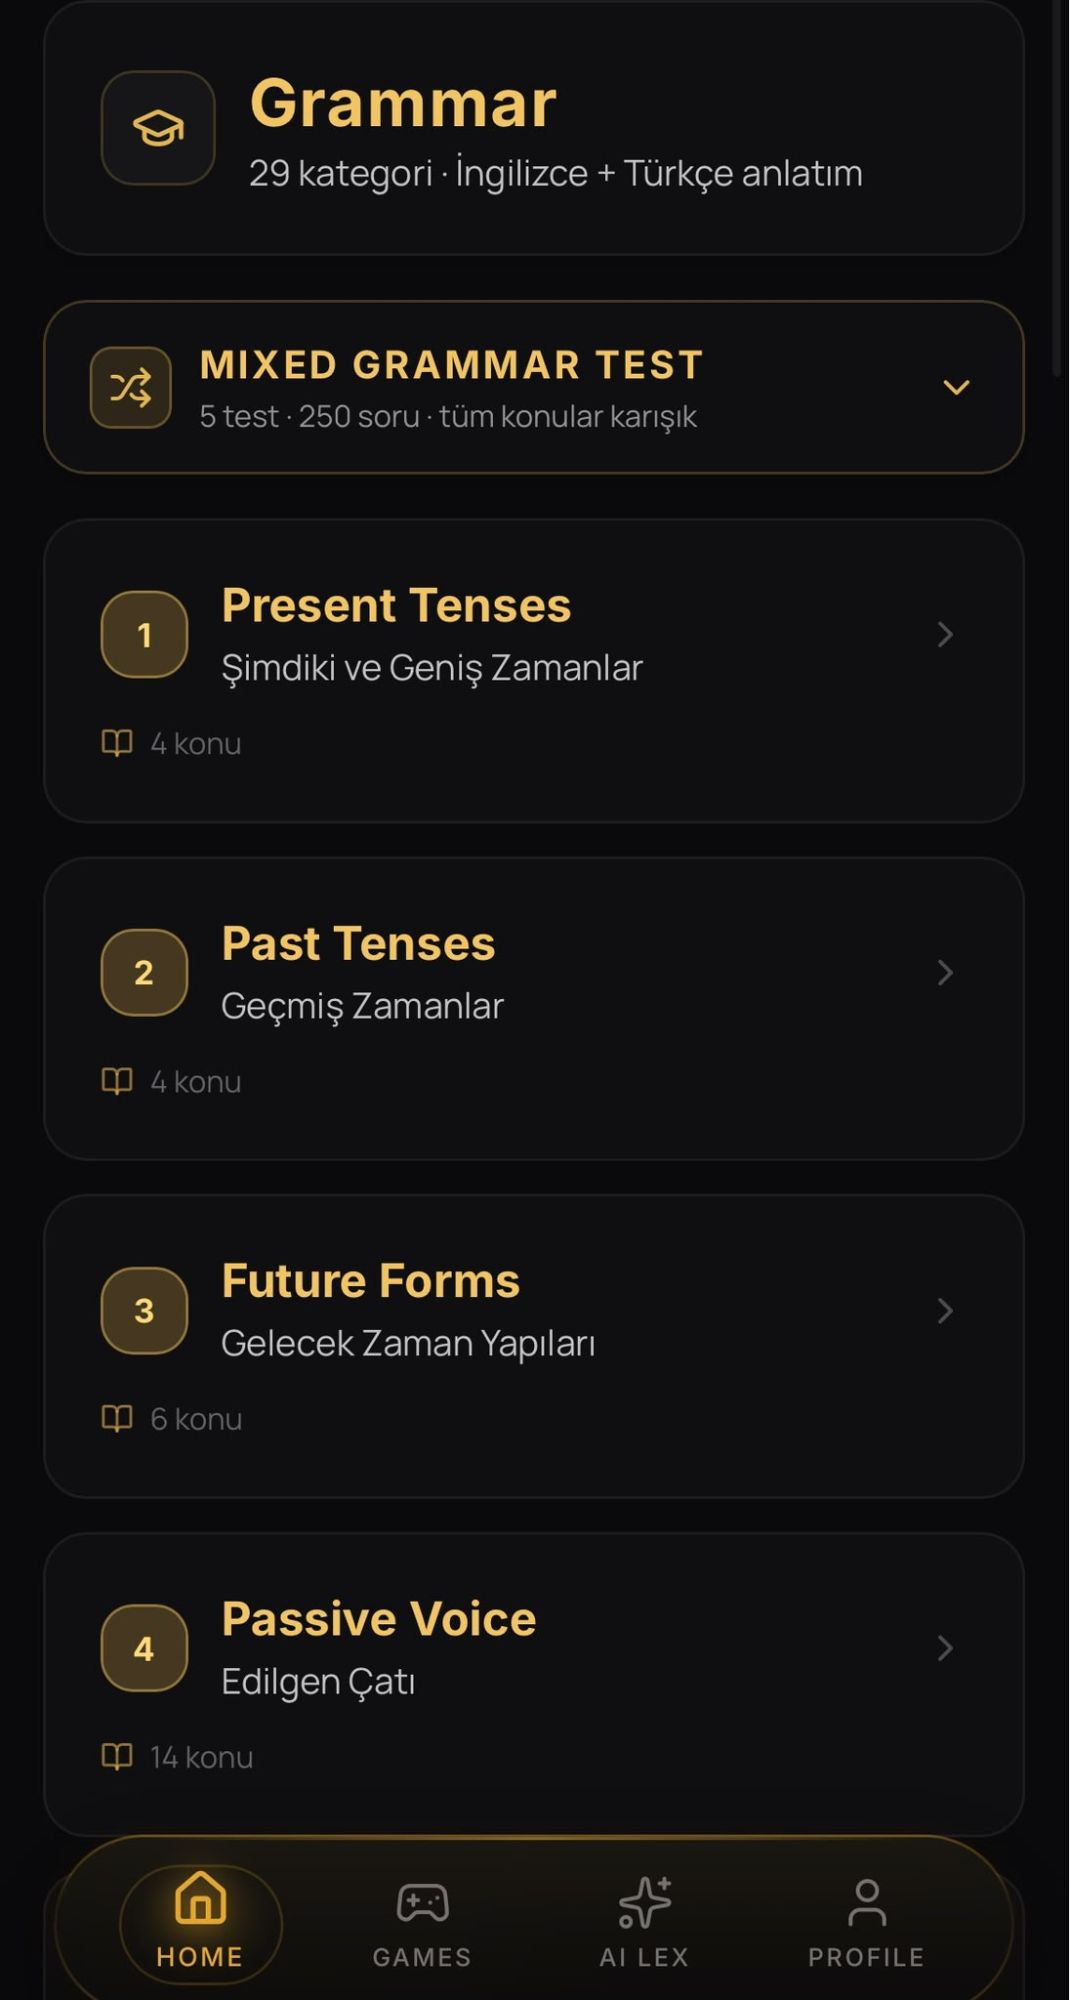 Grammar
29 kategori · İngilizce + Türkçe anlatım
MIXED GRAMMAR TEST
5 test · 250 soru · tüm konular karışık
1
Present Tenses
Şimdiki ve Geniş Zamanlar
4 konu
2
Past Tenses
Geçmiş Zamanlar
4 konu
3
Future Forms
Gelecek Zaman Yapıları
6 konu
4
Passive Voice
Edilgen Çatı
14 konu
HOME
GAMES
AI LEX
PROFILE